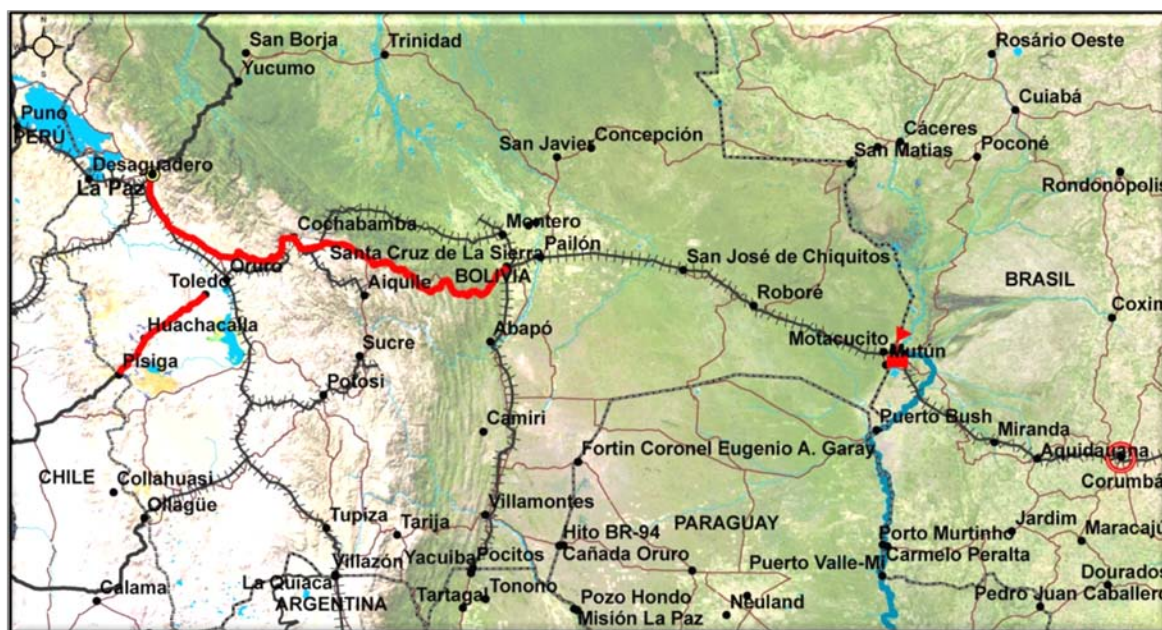 N
S
San Borja
Trinidad
Rosário Oeste
Yucumo
Puno
PERÚ
Cuiabá
San Javier
Concepción
Cáceres
San Matias
Poconé
Desaguadero
La Paz
Rondonópolis
Cochabamba
Montero
Santa Cruz de La Sierra
Pailón
Oruro
BOLIVIA
San José de Chiquitos
Toledo
Aiquile
BRASIL
Roboré
Coxim
Huachacalla
Abapó
Motacucito
Mutún
Pisiga
Sucre
Potosi
Camiri
Puerto Bush
Miranda
Fortin Coronel Eugenio A. Garay
Aquidauana
CHILE
Collahuasi
Corumbá
Ollagüe
Villamontes
Tupiza
Tarija
PARAGUAY
Hito BR-94
Cañada Oruro
Porto Murtinho
Carmelo Peralta
Jardim
Maracajú
Villazón
Yacuiba
Pocitos
Puerto Valle-Mi
La Quiaca
Tonono
Dourados
Calama
ARGENTINA
Tartagal
Pozo Hondo
Misión La Paz
Neuland
Pedro Juan Caballero